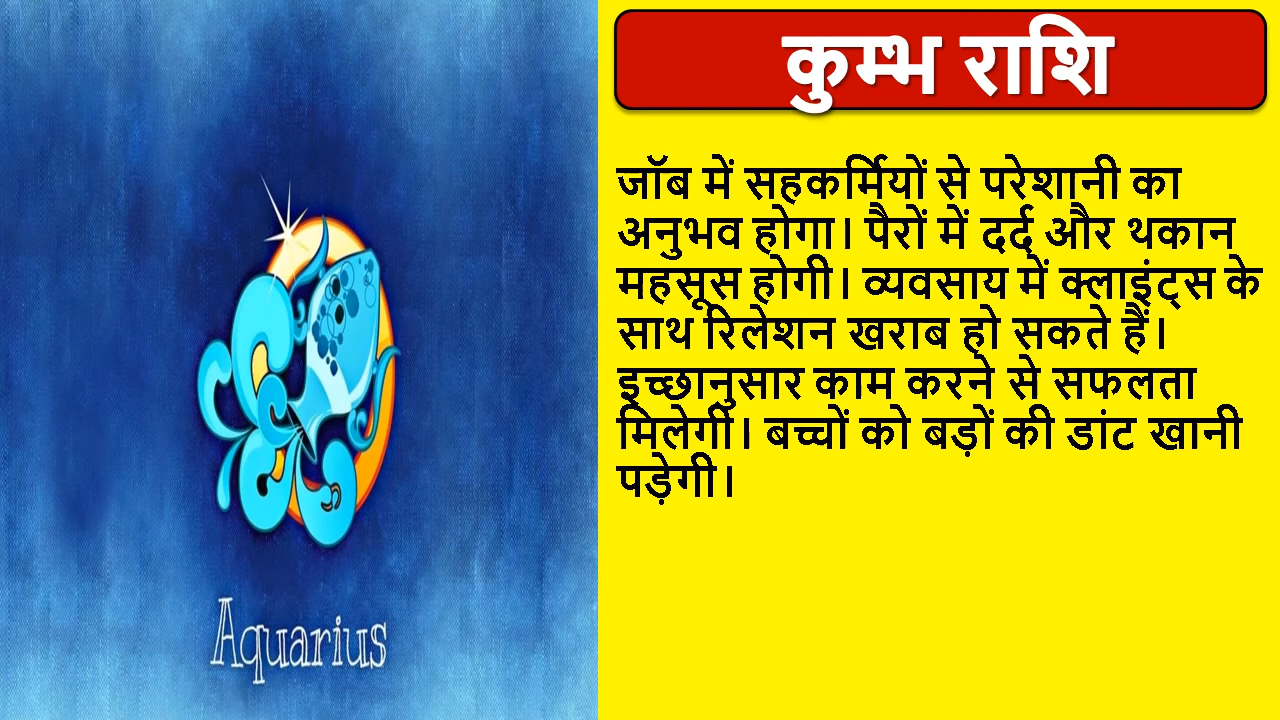 कुम्भ राशि
जॉब में सहकर्मियों से परेशानी का
अनुभव होगा। पैरों में दर्द और थकान
महसूस होगी। व्यवसाय में क्लाइंट्स के
साथ रिलेशन खराब हो सकते हैं।
इच्छानुसार काम करने से सफलता
मिलेगी। बच्चों को बड़ों की डांट खानी
पड़ेगी।
Aquarius